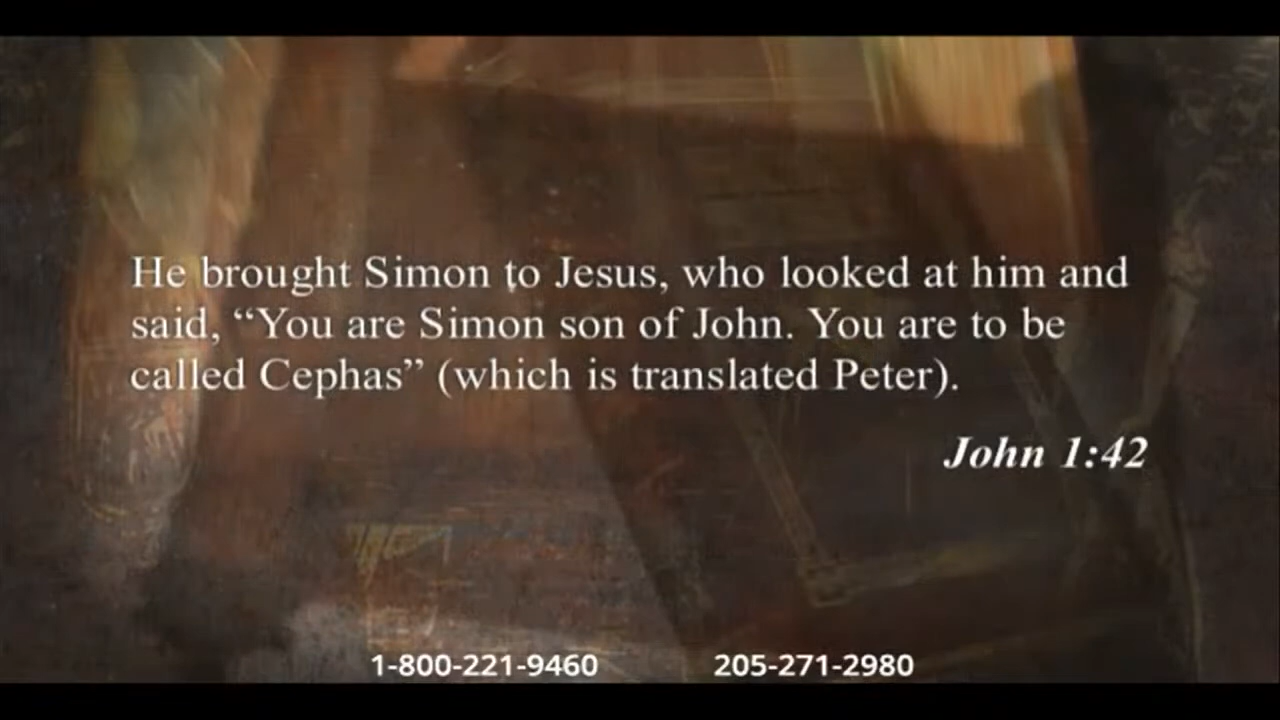 He brought Simon to Jesus, who looked at him and
said, “You are Simon son of John. You are to be
called Cephas” (which is translated Peter).
John 1:42
1-800-221-9460 205-271-2980